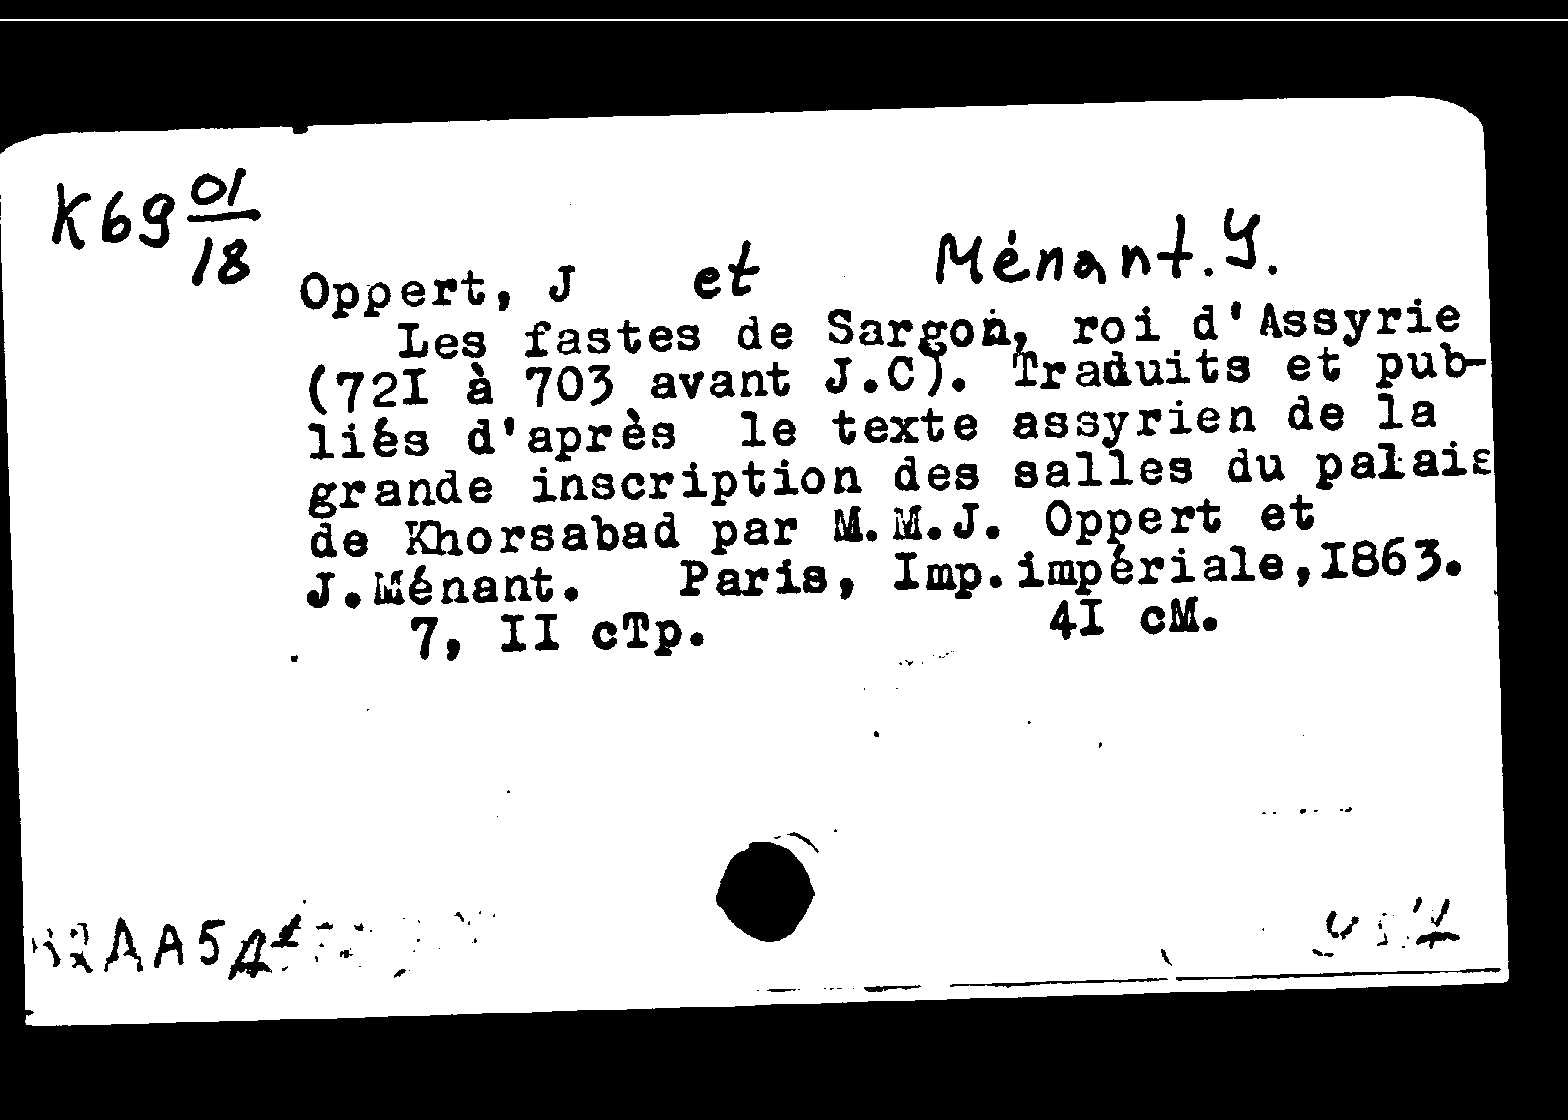 K69 01/18
Oppert, J et Ménant. J.
Les fastes de Sargon, roi d'Assyrie
(72I à 703 avant J.C). Traduits et pub-
liés d'après le texte assyrien de la
grande inscription des salles du palais
de Khorsabad par M.M.J. Oppert et
J.Ménant. Paris, Imp.impériale,I863.
7, II cTp. 4I cM.